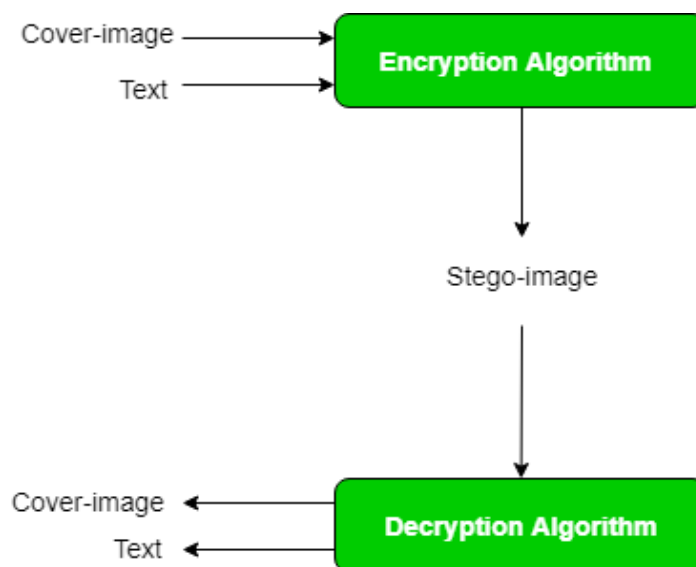 Cover-image
Encryption Algorithm
Text
Stego-image
Cover-image
Decryption Algorithm
Text